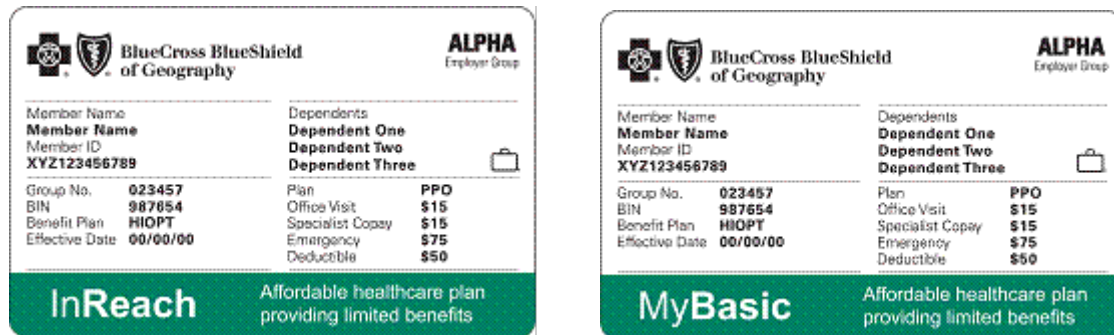 BlueCross BlueShield
of Geography
ALPHA
Employer Group
Member Name
Member Name
Member ID
XYZ123456789
Dependents
Dependent One
Dependent Two
Dependent Three
Group No. 023457
BIN 987654
Benefit Plan HIOPT
Effective Date 00/00/00
Plan PPO
Office Visit $15
Specialist Copay $15
Emergency $75
Deductible $50
InReach
Affordable healthcare plan
providing limited benefits
BlueCross BlueShield
of Geography
ALPHA
Employer Group
Member Name
Member Name
Member ID
XYZ123456789
Dependents
Dependent One
Dependent Two
Dependent Three
Group No. 023457
BIN 987654
Benefit Plan HIOPT
Effective Date 00/00/00
Plan PPO
Office Visit $15
Specialist Copay $15
Emergency $75
Deductible $50
MyBasic
Affordable healthcare plan
providing limited benefits